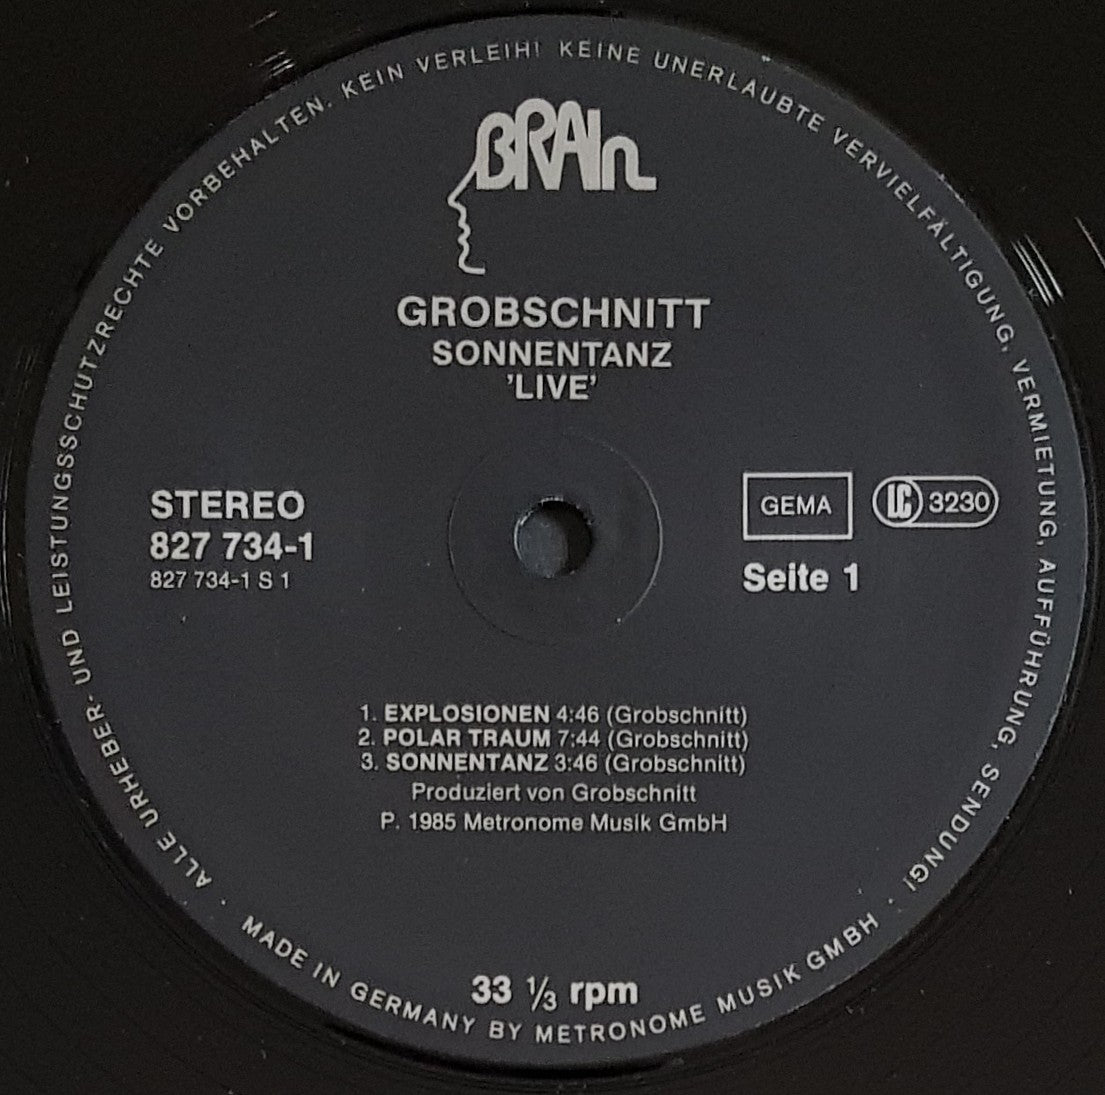 ALLE URHEBER- UND LEISTUNGSSCHUTZRECHTE VORBEHALTEN. KEIN VERLEIH! KEINE UNERLAUBTE VERVIELFÄLTIGUNG, VERMIETUNG, AUFFÜHRUNG, SENDUNG!
BRAIn
GROBSCHNITT
SONNENTANZ
'LIVE'
STEREO
827 734-1
827 734-1 S 1
GEMA
LC 3230
Seite 1
1. EXPLOSIONEN 4:46 (Grobschnitt)
2. POLAR TRAUM 7:44 (Grobschnitt)
3. SONNENTANZ 3:46 (Grobschnitt)
Produziert von Grobschnitt
P. 1985 Metronome Musik GmbH
33 ⅓ rpm
· MADE IN GERMANY BY METRONOME MUSIK GMBH ·